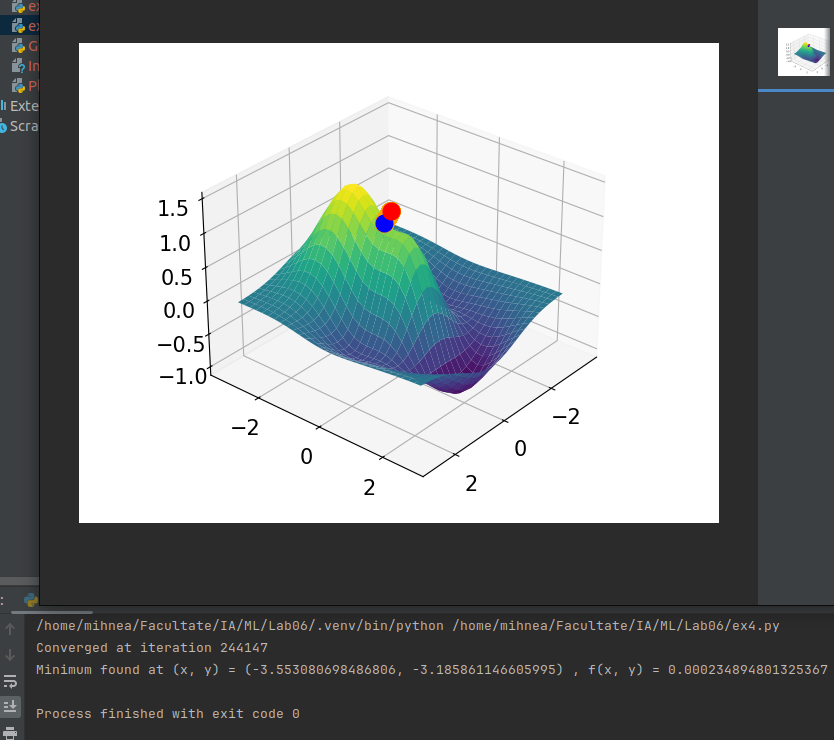 ex
ex
G
In
Pl
Exte
Scra
1.5
1.0
0.5
0.0
−0.5
−1.0
−2
0
2
−2
0
2
:
/home/mihnea/Facultate/IA/ML/Lab06/.venv/bin/python /home/mihnea/Facultate/IA/ML/Lab06/ex4.py
Converged at iteration 244147
Minimum found at (x, y) = (-3.553080698486806, -3.185861146605995) , f(x, y) = 0.000234894801325367
Process finished with exit code 0